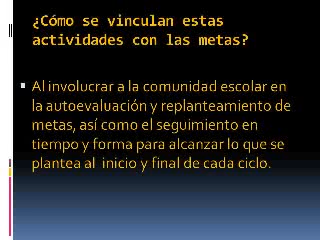 ¿Cómo se vinculan estas
actividades con las metas?
Al involucrar a la comunidad escolar en
la autoevaluación y replanteamiento de
metas, así como el seguimiento en
tiempo y forma para alcanzar lo que se
plantea al inicio y final de cada ciclo.